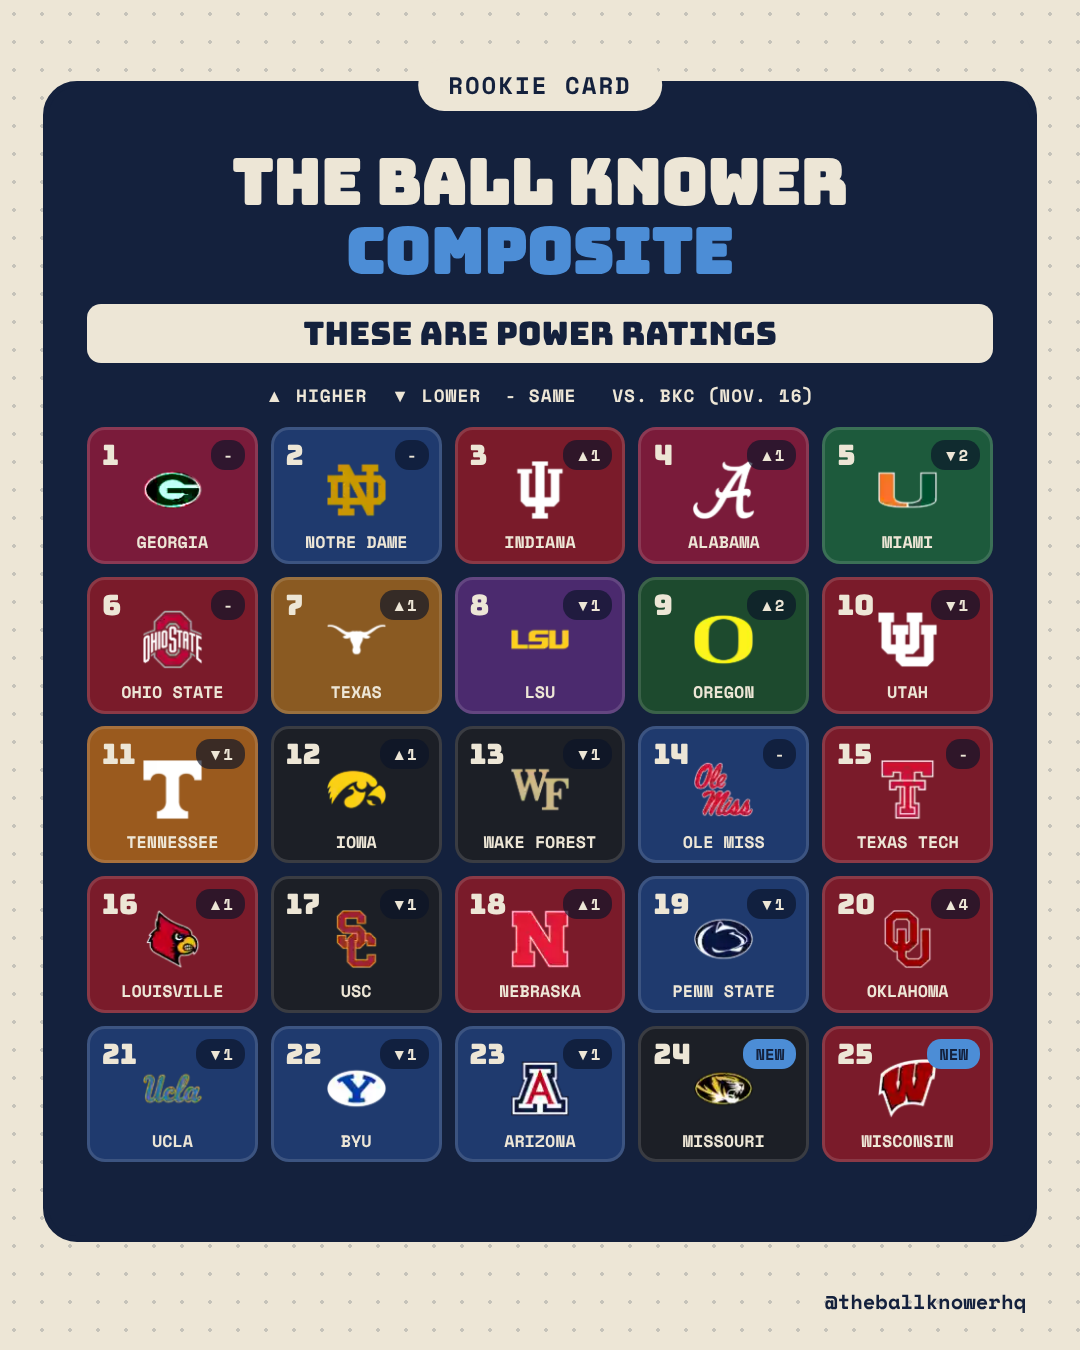 ROOKIE CARD
THE BALL KNOWER
COMPOSITE
THESE ARE POWER RATINGS
▲ HIGHER ▼ LOWER - SAME VS. BKC (NOV. 16)
1 -
G
GEORGIA
2 -
ND
NOTRE DAME
3 ▲1
IU
INDIANA
4 ▲1
A
ALABAMA
5 ▼2
U
MIAMI
6 -
OHIO STATE
OHIO STATE
7 ▲1
TEXAS
8 ▼1
LSU
LSU
9 ▲2
O
OREGON
10 ▼1
UU
UTAH
11 ▼1
T
TENNESSEE
12 ▲1
IOWA
13 ▼1
WF
WAKE FOREST
14 -
Ole
Miss
OLE MISS
15 -
TT
TEXAS TECH
16 ▲1
LOUISVILLE
17 ▼1
SC
USC
18 ▲1
N
NEBRASKA
19 ▼1
PENN STATE
20 ▲4
OU
OKLAHOMA
21 ▼1
Ucla
UCLA
22 ▼1
Y
BYU
23 ▼1
A
ARIZONA
24 NEW
MISSOURI
25 NEW
W
WISCONSIN
@theballknowerhq